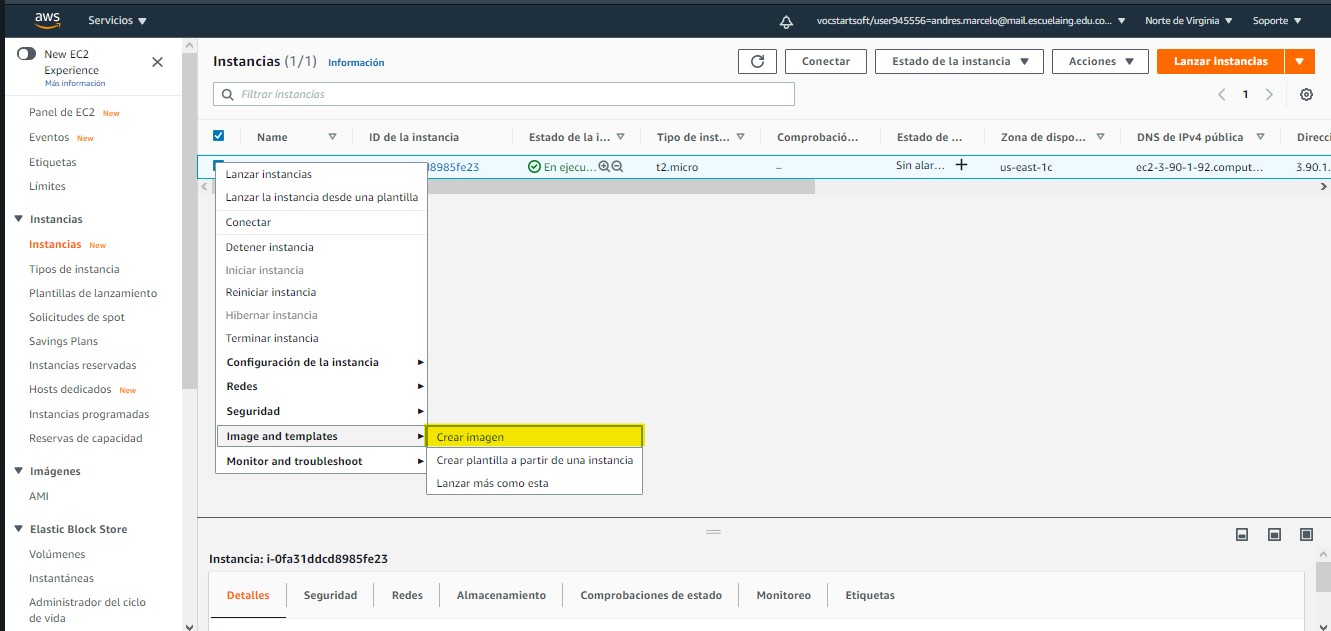 aws
Servicios
vocstartsoft/user945556=andres.marcelo@mail.escuelaing.edu.co...
Norte de Virginia
Soporte
New EC2
Experience
Más información
Panel de EC2 New
Eventos New
Etiquetas
Límites
Instancias
Instancias New
Tipos de instancia
Plantillas de lanzamiento
Solicitudes de spot
Savings Plans
Instancias reservadas
Hosts dedicados New
Instancias programadas
Reservas de capacidad
Imágenes
AMI
Elastic Block Store
Volúmenes
Instantáneas
Administrador del ciclo
de vida
Instancias (1/1) Información
Conectar
Estado de la instancia
Acciones
Lanzar instancias
Filtrar instancias
1
Name
ID de la instancia
Estado de la i...
Tipo de inst...
Comprobació...
Estado de ...
Zona de dispo...
DNS de IPv4 pública
Direcci
d8985fe23
En ejecu...
t2.micro
–
Sin alar...
us-east-1c
ec2-3-90-1-92.comput...
3.90.1.
Lanzar instancias
Lanzar la instancia desde una plantilla
Conectar
Detener instancia
Iniciar instancia
Reiniciar instancia
Hibernar instancia
Terminar instancia
Configuración de la instancia
Redes
Seguridad
Image and templates
Monitor and troubleshoot
Crear imagen
Crear plantilla a partir de una instancia
Lanzar más como esta
Instancia: i-0fa31ddcd8985fe23
Detalles
Seguridad
Redes
Almacenamiento
Comprobaciones de estado
Monitoreo
Etiquetas